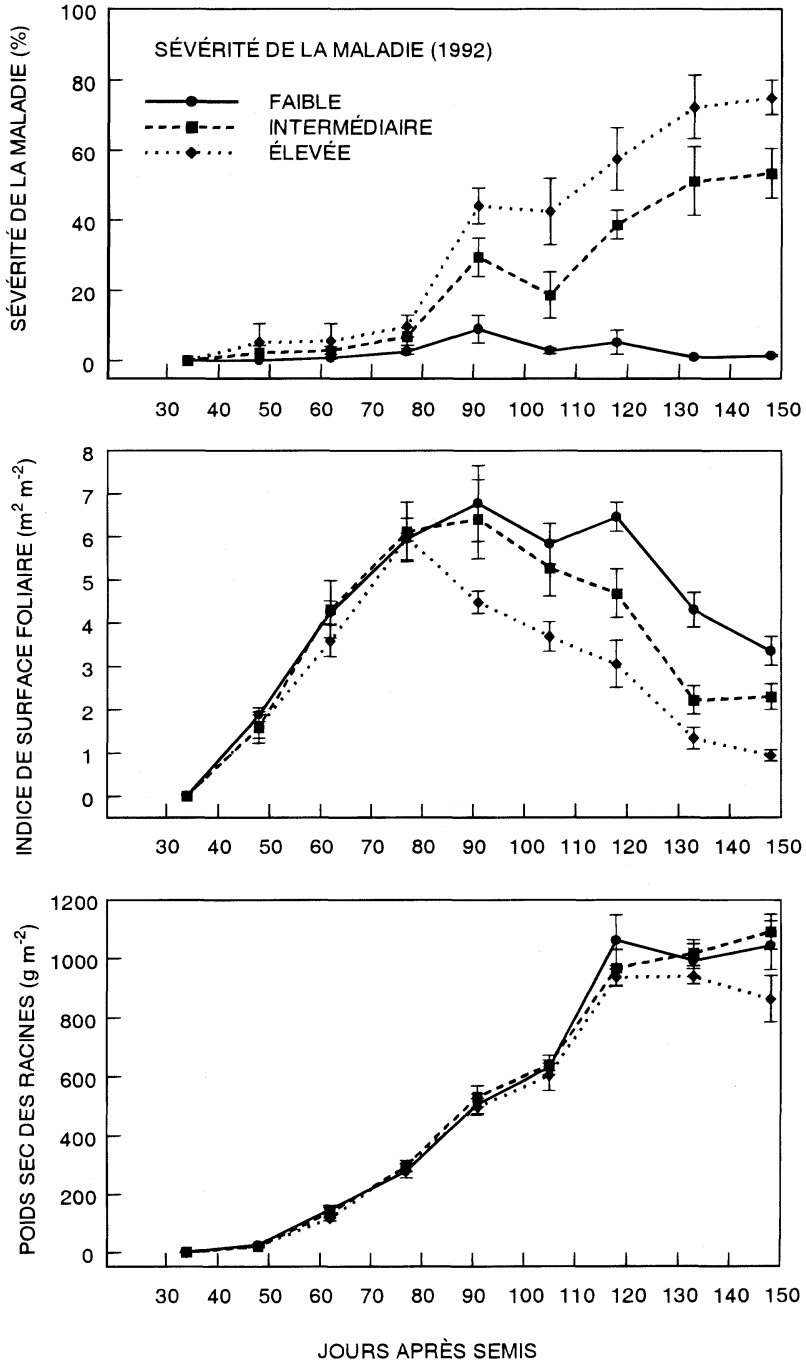 SÉVÉRITÉ DE LA MALADIE (%)
100
80
60
40
20
0
SÉVÉRITÉ DE LA MALADIE (1992)
FAIBLE
INTERMÉDIAIRE
ÉLEVÉE
30 40 50 60 70 80 90 100 110 120 130 140 150
INDICE DE SURFACE FOLIAIRE (m² m⁻²)
8
7
6
5
4
3
2
1
0
30 40 50 60 70 80 90 100 110 120 130 140 150
POIDS SEC DES RACINES (g m⁻²)
1200
1000
800
600
400
200
0
30 40 50 60 70 80 90 100 110 120 130 140 150
JOURS APRÈS SEMIS